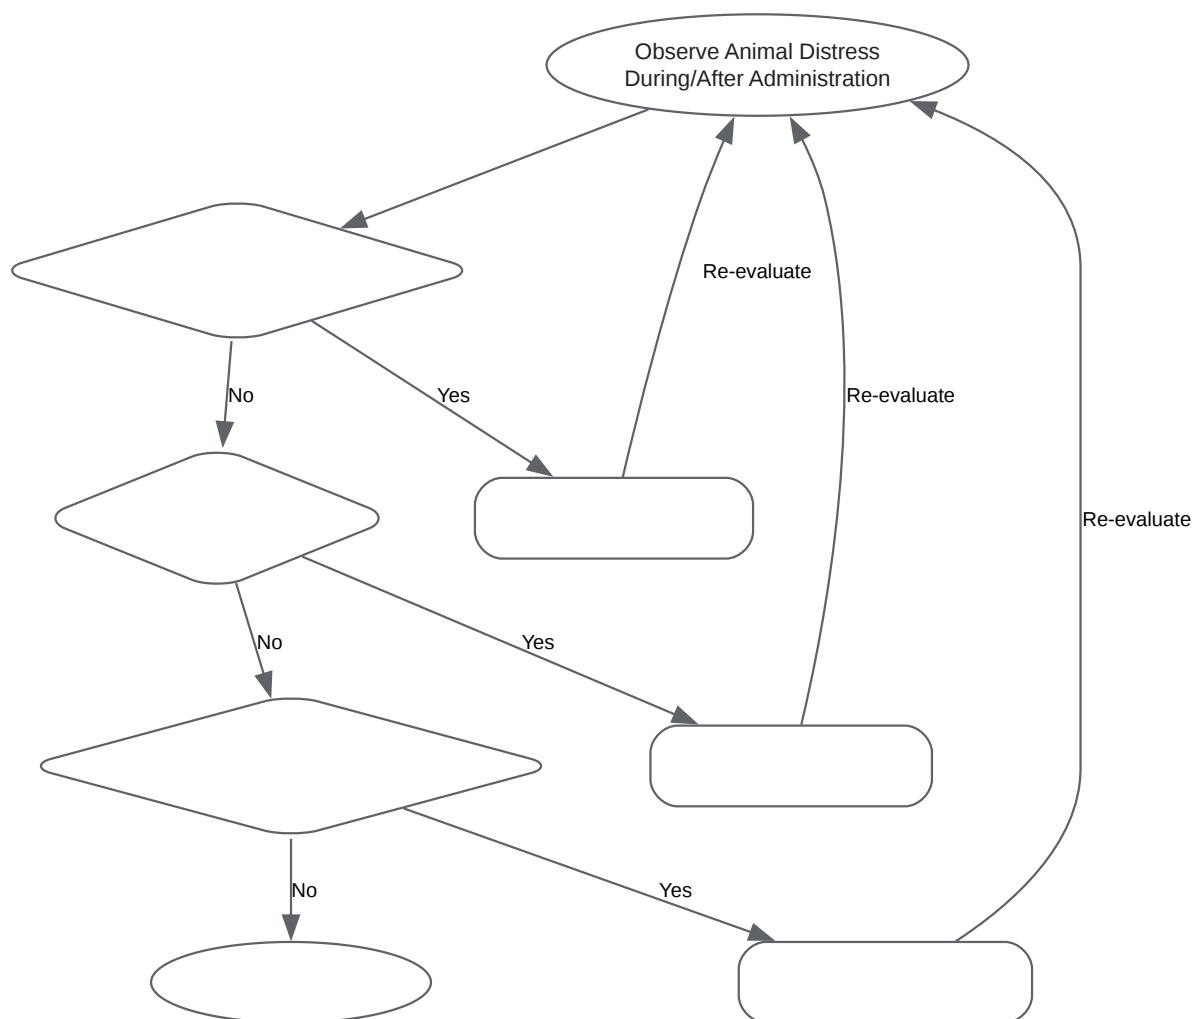 Observe Animal Distress
During/After Administration
Re-evaluate
No
Yes
Re-evaluate
Re-evaluate
No
Yes
No
Yes